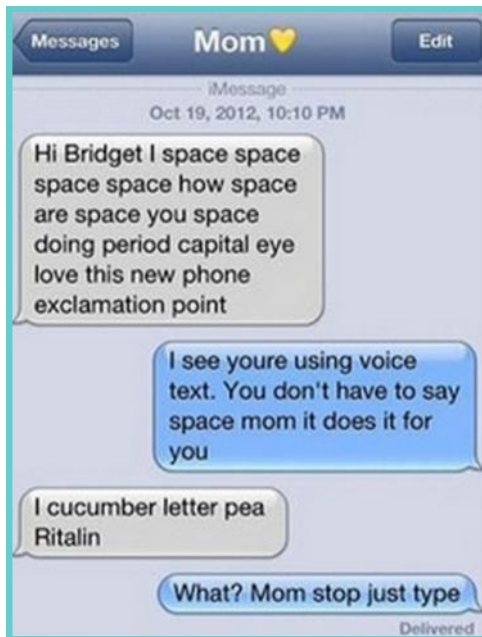 Messages
Mom💛
Edit
iMessage
Oct 19, 2012, 10:10 PM
Hi Bridget I space space
space space how space
are space you space
doing period capital eye
love this new phone
exclamation point
I see youre using voice
text. You don't have to say
space mom it does it for
you
I cucumber letter pea
Ritalin
What? Mom stop just type
Delivered